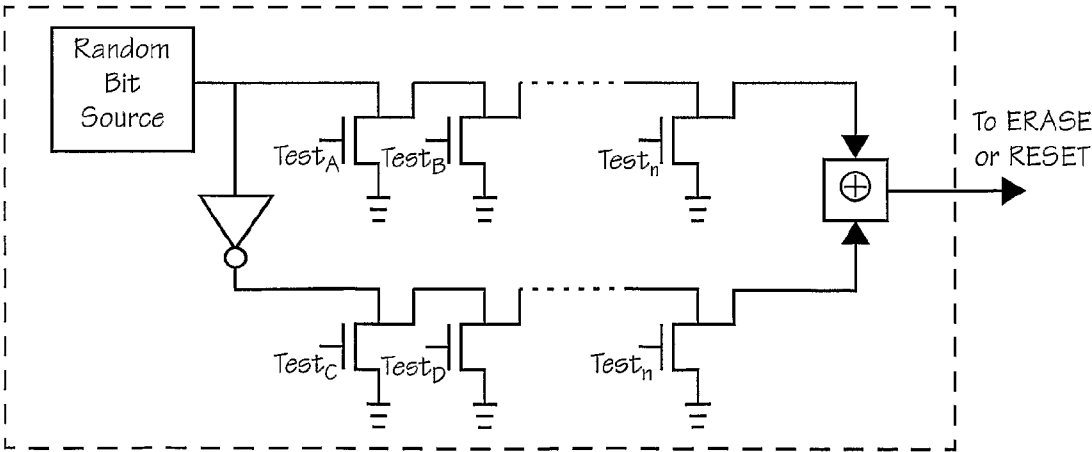 Random
Bit
Source
To ERASE
or RESET
Test_A
Test_B
Test_n
Test_C
Test_D
Test_n